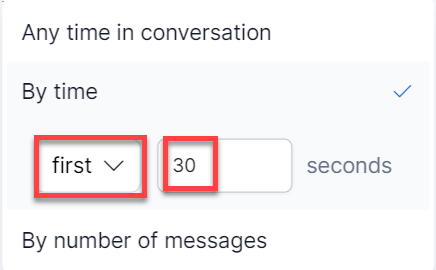 Any time in conversation
By time
first 30 seconds
By number of messages